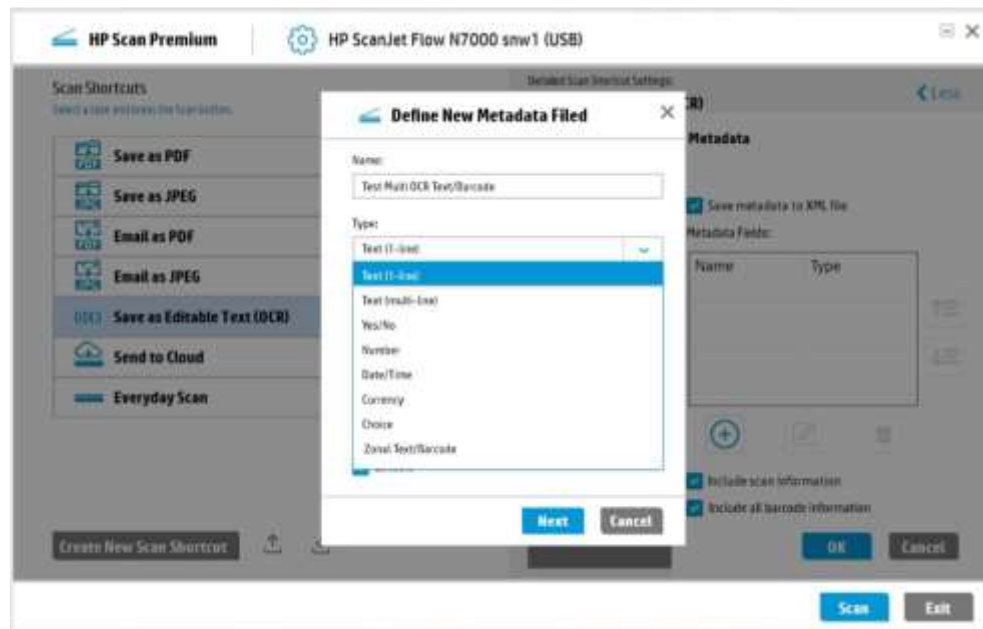 HP Scan Premium
HP ScanJet Flow N7000 snw1 (USB)
Scan Shortcuts
Detailed Scan Shortcut Settings:
Less
Define New Metadata Filed
Metadata
Save as PDF
Save as JPEG
Email as PDF
Email as JPEG
Save as Editable Text (OCR)
Send to Cloud
Everyday Scan
Create New Scan Shortcut
Name:
Test Multi OCR Text/Barcode
Type:
Text (1-line)
Text (1-line)
Text (multi-line)
Yes/No
Number
Date/Time
Currency
Choice
Zonal Text/Barcode
Next
Cancel
Save metadata to XML file
Metadata Fields:
Name Type
Include scan information
Include all barcode information
OK
Cancel
Scan
Exit